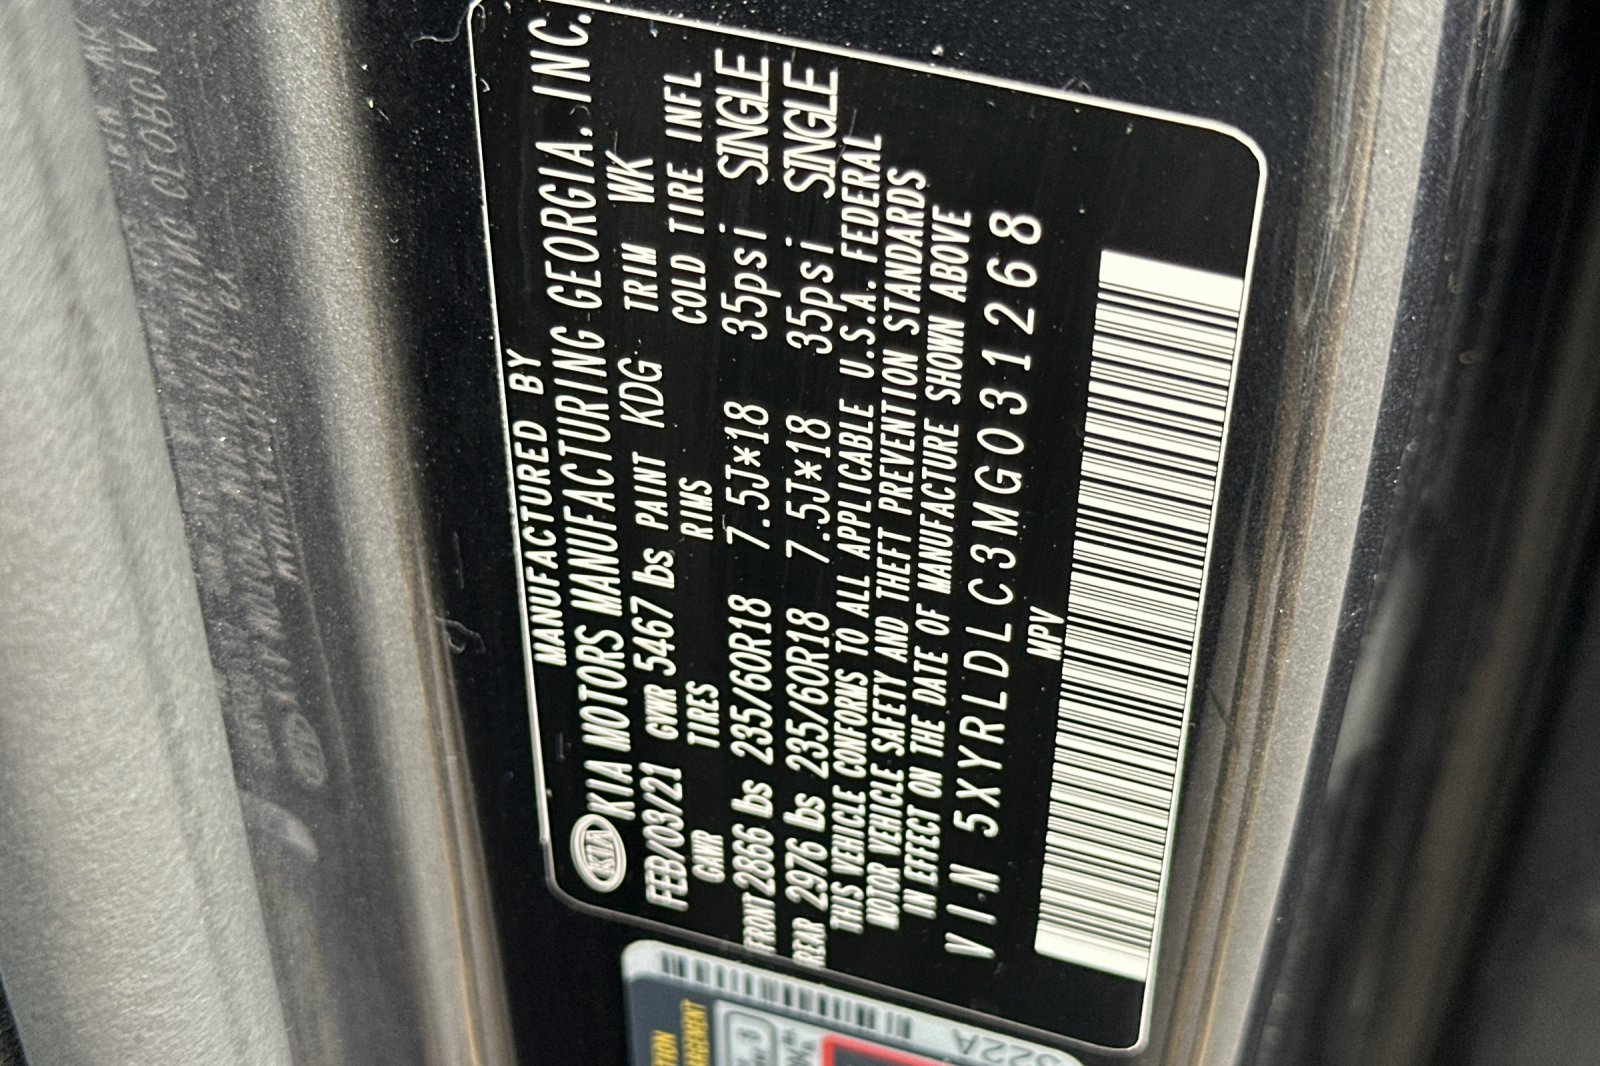 MANUFACTURED BY
KIA KIA MOTORS MANUFACTURING GEORGIA. INC.
FEB/03/21 GVWR 5467 lbs PAINT KDG TRIM WK
GAWR TIRES RIMS COLD TIRE INFL
FRONT 2866 lbs 235/60R18 7.5J*18 35psi SINGLE
REAR 2976 lbs 235/60R18 7.5J*18 35psi SINGLE
THIS VEHICLE CONFORMS TO ALL APPLICABLE U.S.A. FEDERAL
MOTOR VEHICLE SAFETY AND THEFT PREVENTION STANDARDS
IN EFFECT ON THE DATE OF MANUFACTURE SHOWN ABOVE
VIN 5XYRLDLC3MG031268
MPV